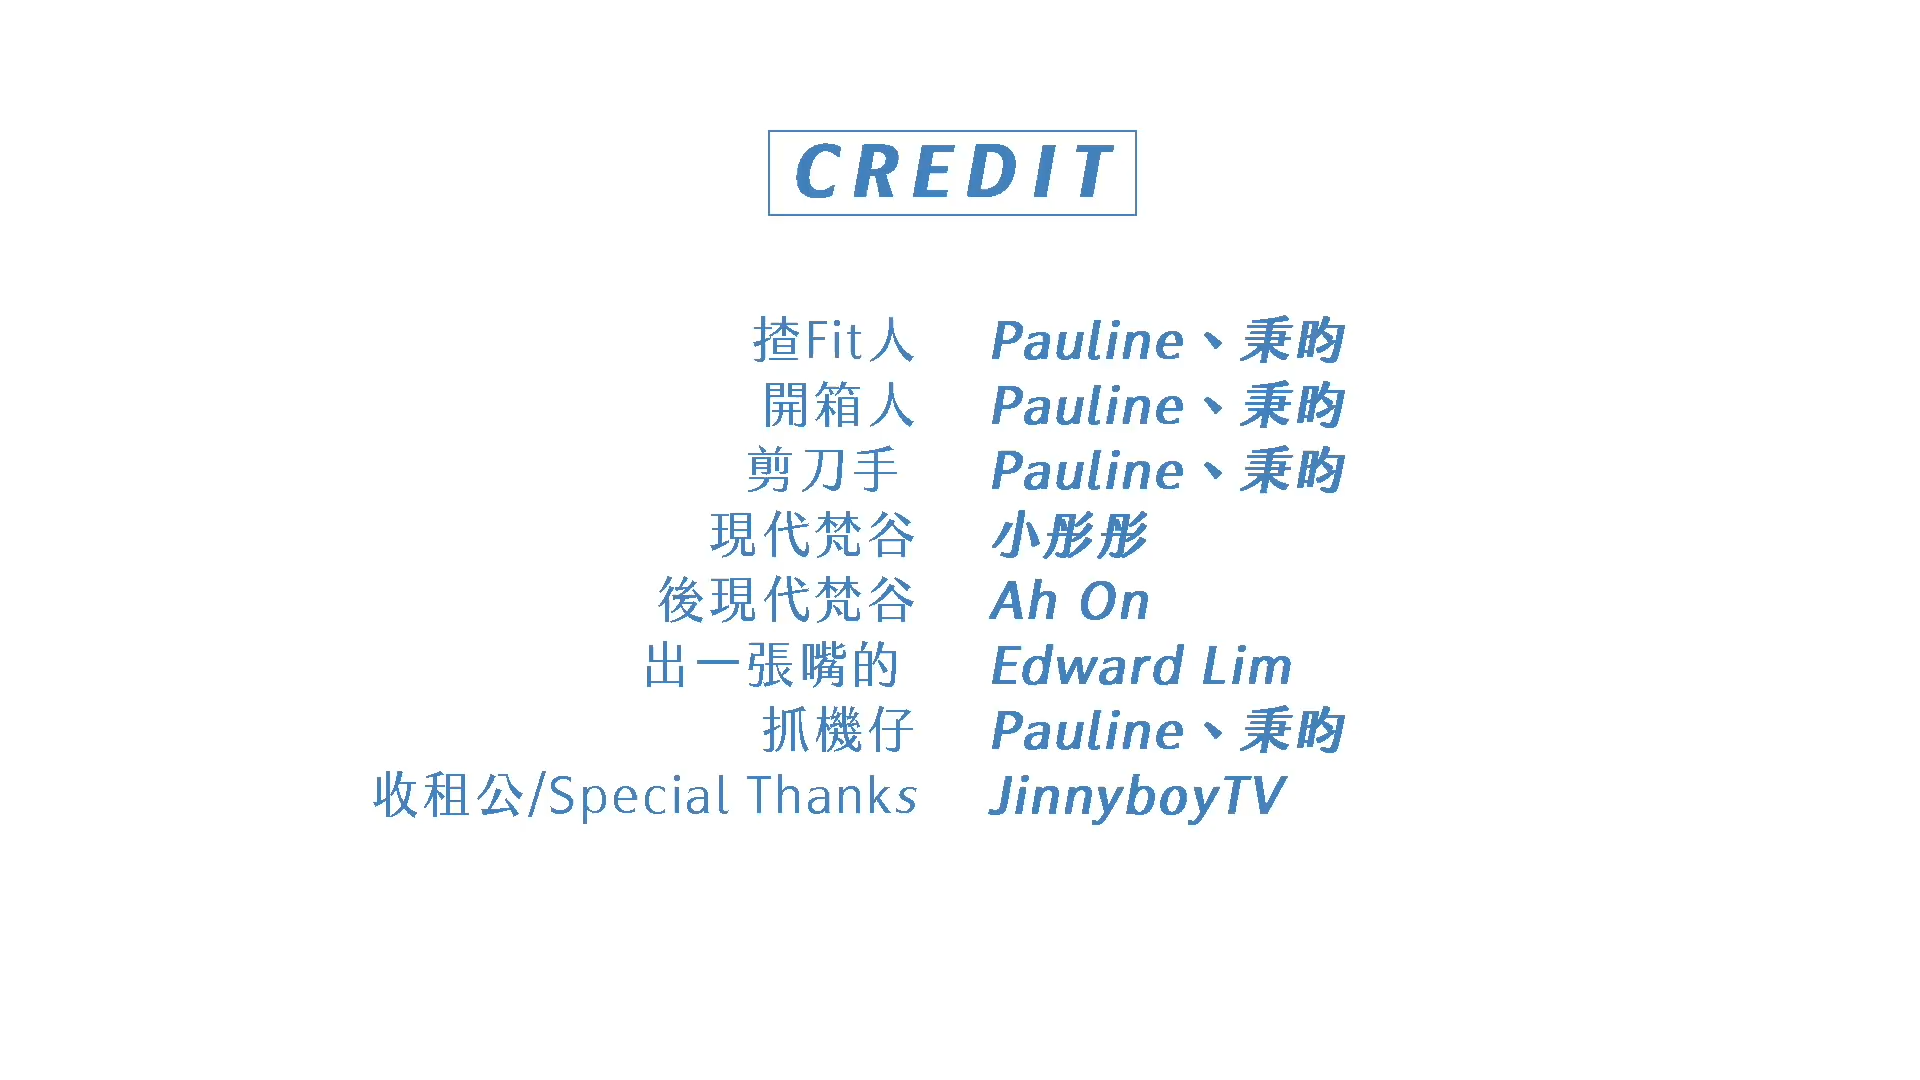 CREDIT
揸Fit人 Pauline、秉昀
開箱人 Pauline、秉昀
剪刀手 Pauline、秉昀
現代梵谷 小彤彤
後現代梵谷 Ah On
出一張嘴的 Edward Lim
抓機仔 Pauline、秉昀
收租公/Special Thanks JinnyboyTV